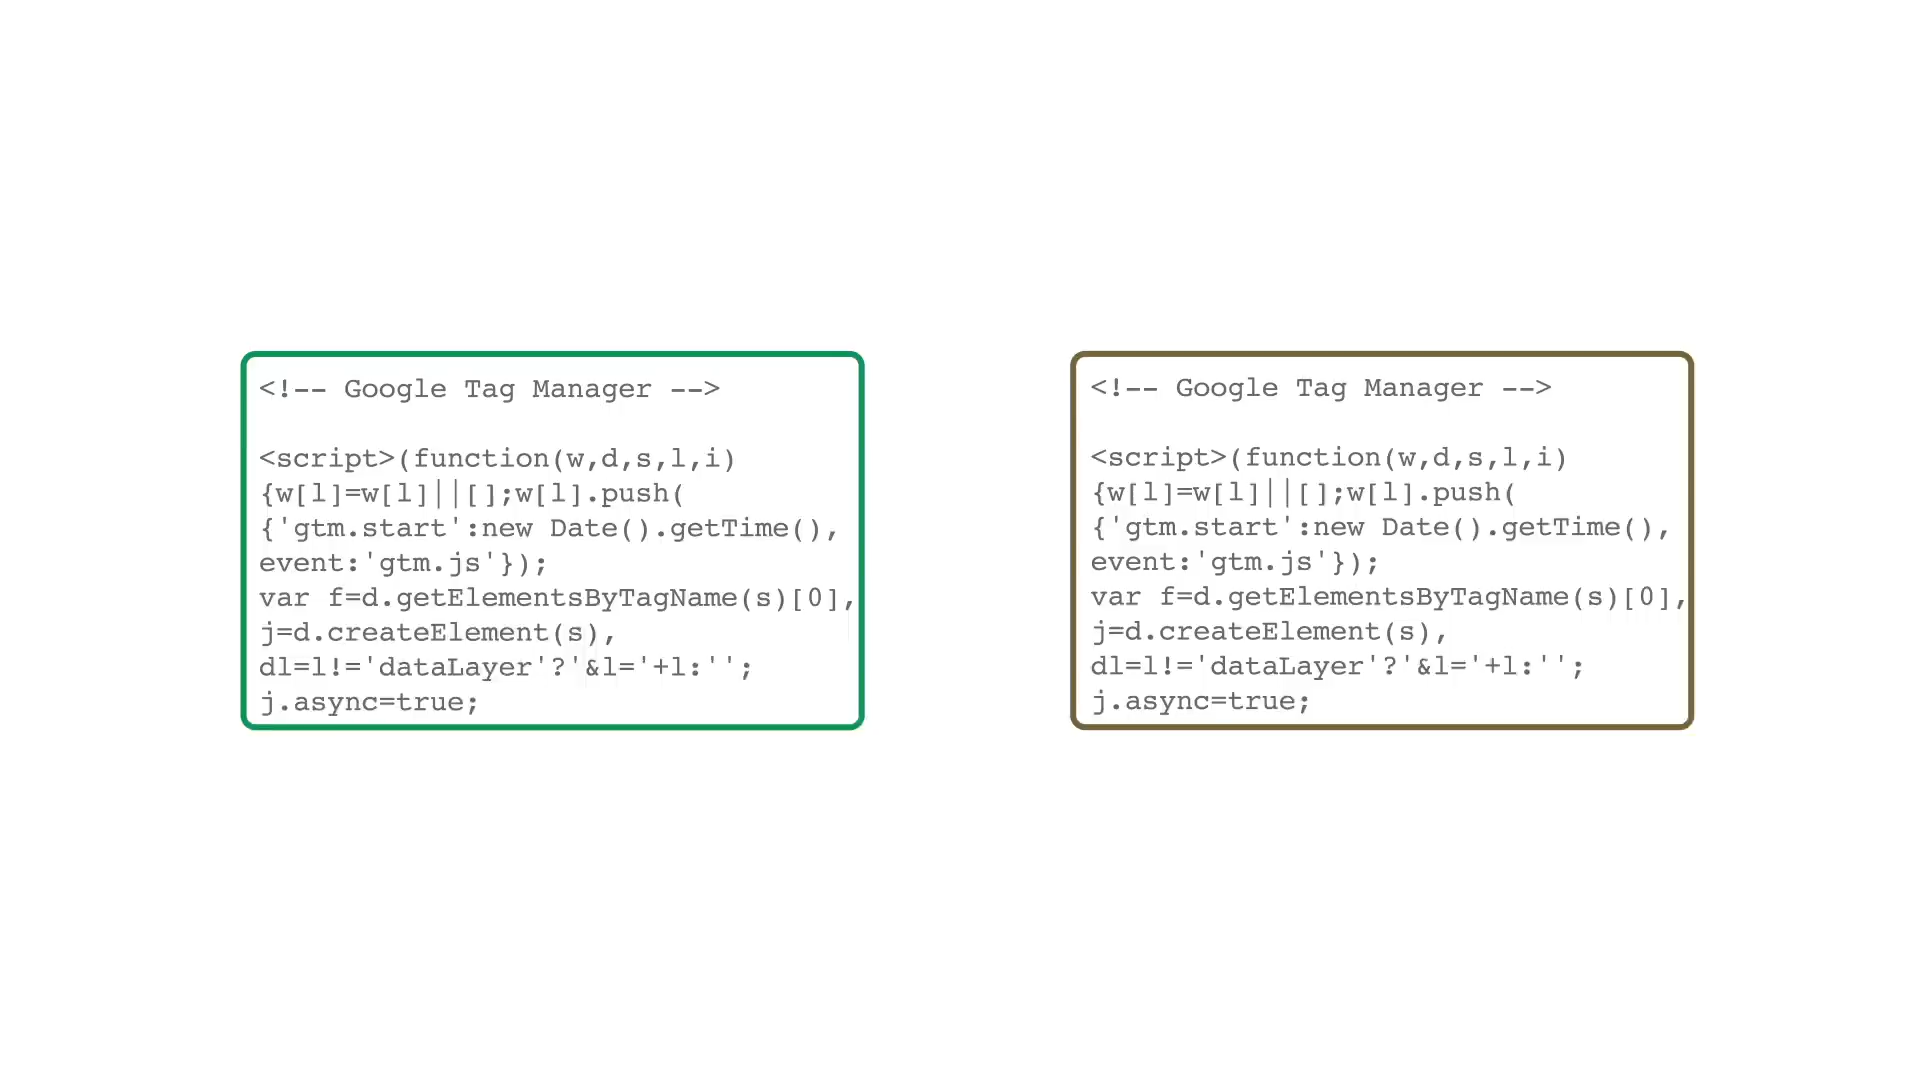 <!-- Google Tag Manager -->
<script>(function(w,d,s,l,i)
{w[l]=w[l]||[];w[l].push(
{'gtm.start':new Date().getTime(),
event:'gtm.js'});
var f=d.getElementsByTagName(s)[0],
j=d.createElement(s),
dl=l!='dataLayer'?'&l='+l:'';
j.async=true;
<!-- Google Tag Manager -->
<script>(function(w,d,s,l,i)
{w[l]=w[l]||[];w[l].push(
{'gtm.start':new Date().getTime(),
event:'gtm.js'});
var f=d.getElementsByTagName(s)[0],
j=d.createElement(s),
dl=l!='dataLayer'?'&l='+l:'';
j.async=true;